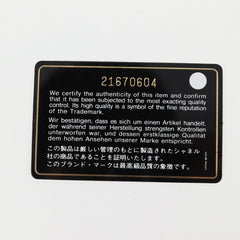 21670604
We certify the authenticity of this item and confirm
that it has been subjected to the most exacting quality
control. Its high quality is a symbol of the fine reputation
of the Trademark.
Wir bestätigen, dass es sich um einen Artikel handelt,
der während seiner Herstellung strengsten Kontrollen
unterworfen war, und dessen hohe Qualität
dem hohen Ansehen unserer Marke entspricht.
この製品は厳しい管理のもとに製造されたシャネル
社の商品であることを証明いたします。
このブランド・マークは最高級品質の象徴です。